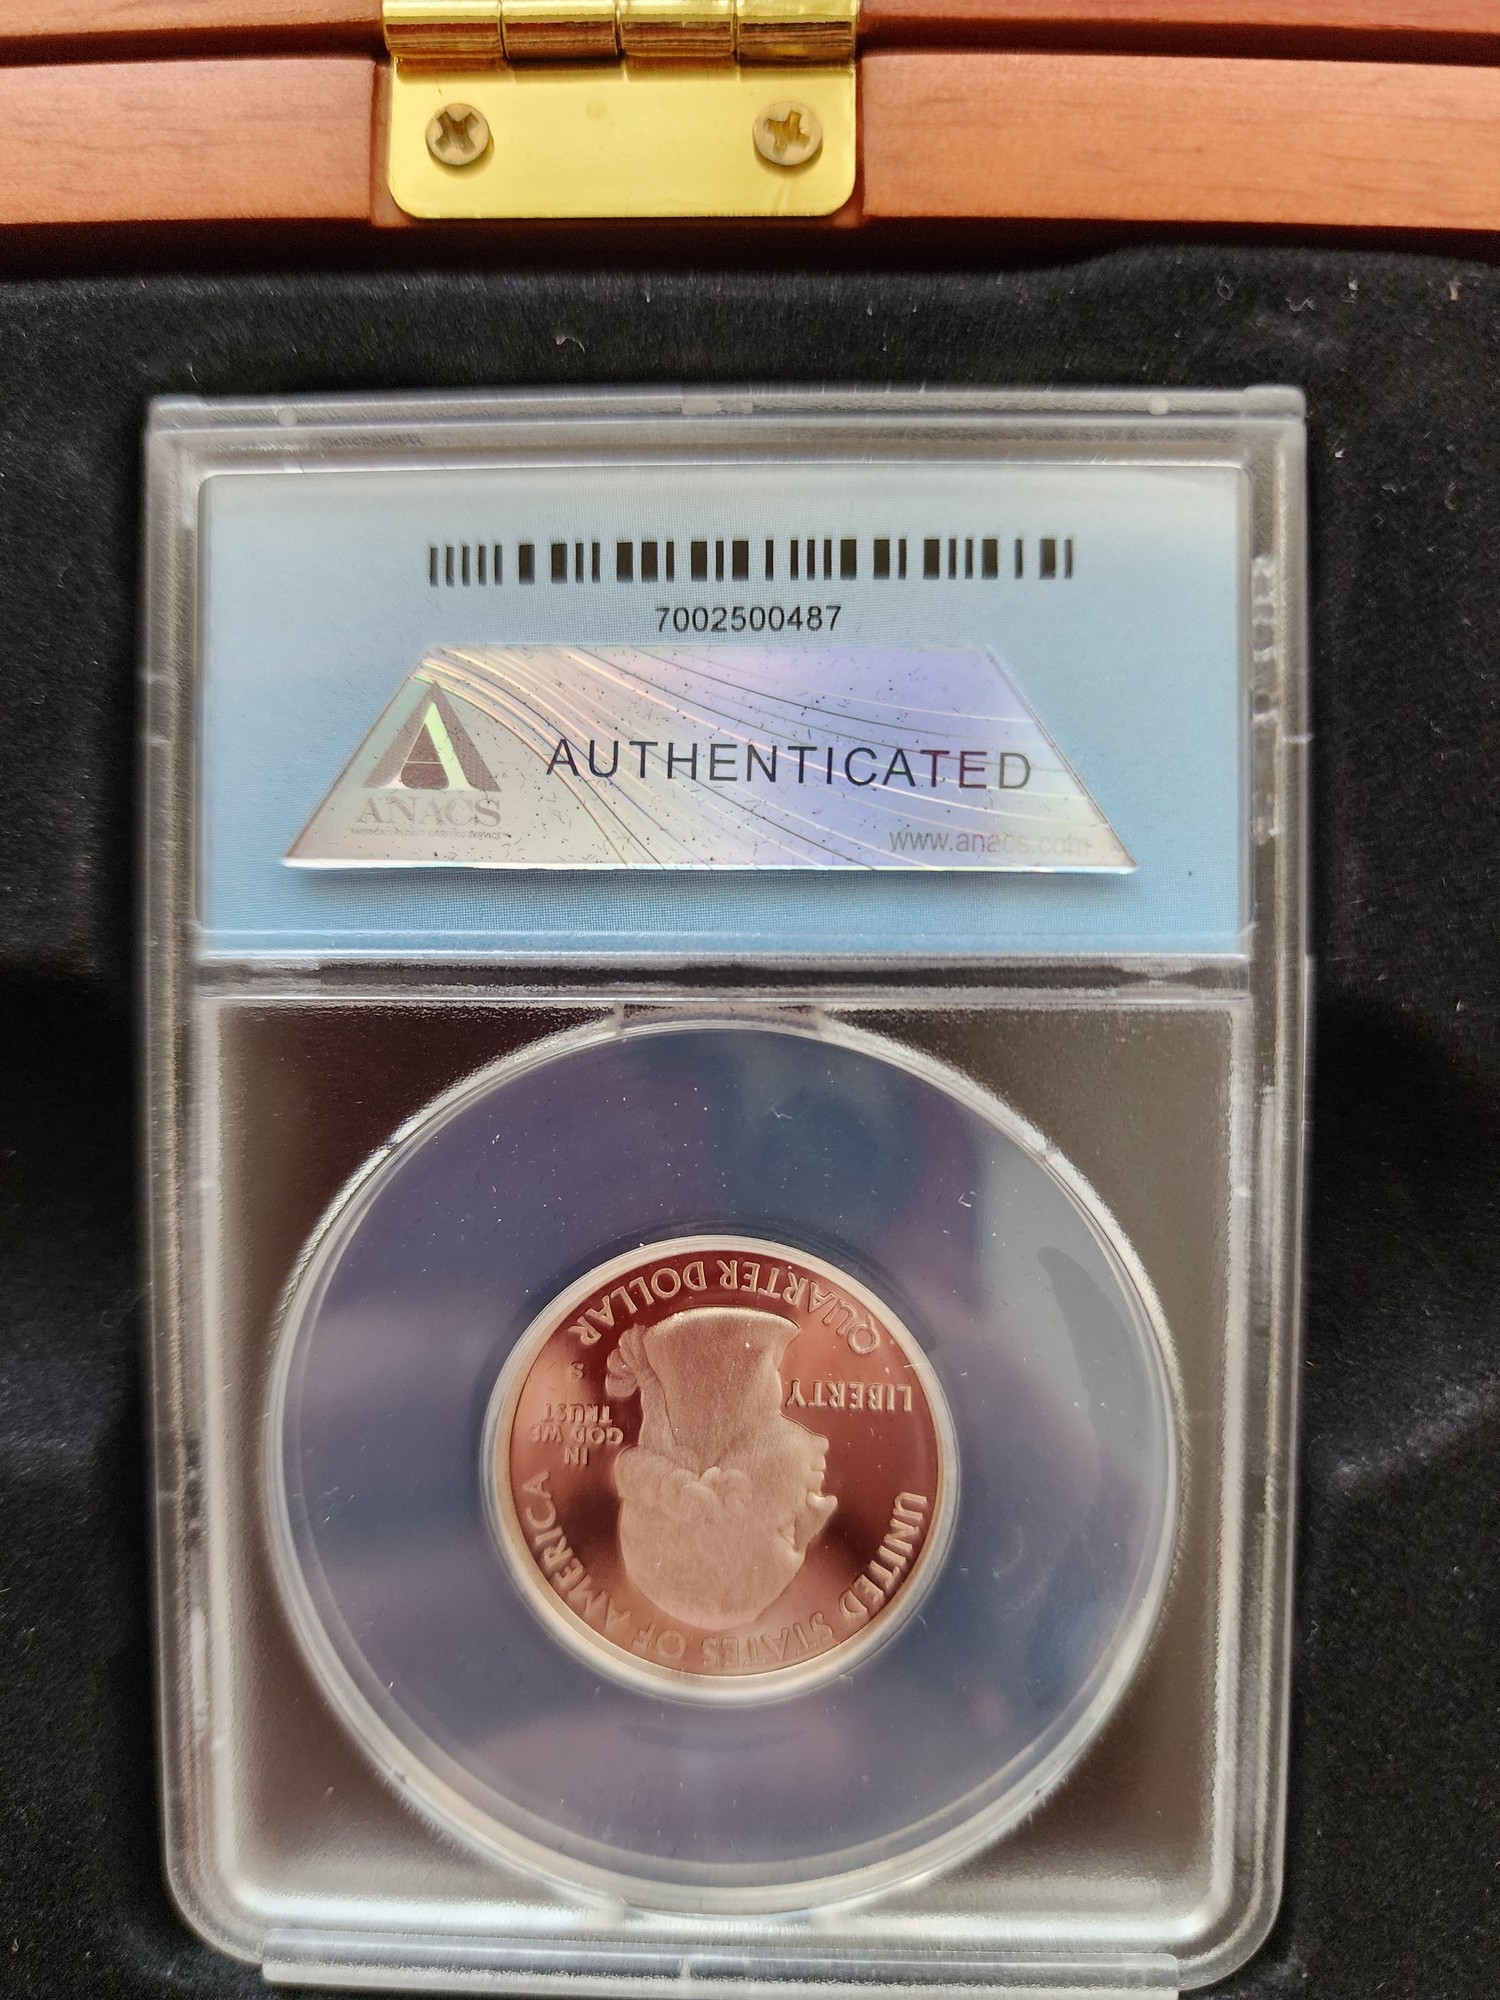 7002500487
ANACS
AUTHENTICATED
www.anacs.com
QUARTER DOLLAR
S
LIBERTY
IN
GOD WE
TRUST
UNITED STATES OF AMERICA